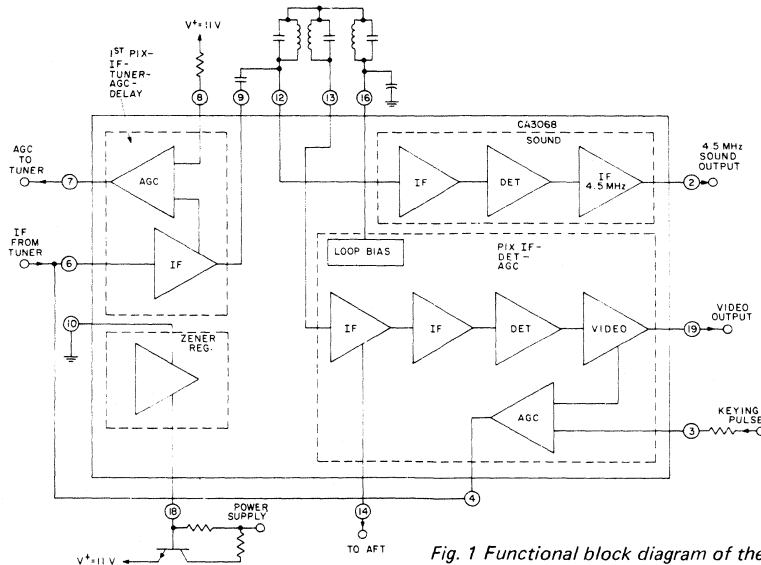 V⁺=11 V
1ST PIX-
IF-
TUNER-
AGC-
DELAY
8
9
12
13
16
CA3068
SOUND
AGC
TO
TUNER
7
AGC
IF
DET
IF
4.5 MHz
2
4.5 MHz
SOUND
OUTPUT
IF
FROM
TUNER
6
IF
LOOP BIAS
PIX IF-
DET-
AGC
10
ZENER
REG.
IF
IF
DET
VIDEO
19
VIDEO
OUTPUT
AGC
3
KEYING
PULSE
4
18
POWER
SUPPLY
14
TO AFT
V⁺=11 V
Fig. 1 Functional block diagram of the